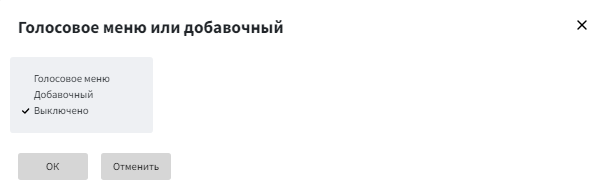 Голосовое меню или добавочный
Голосовое меню
Добавочный
Выключено
ОК
Отменить